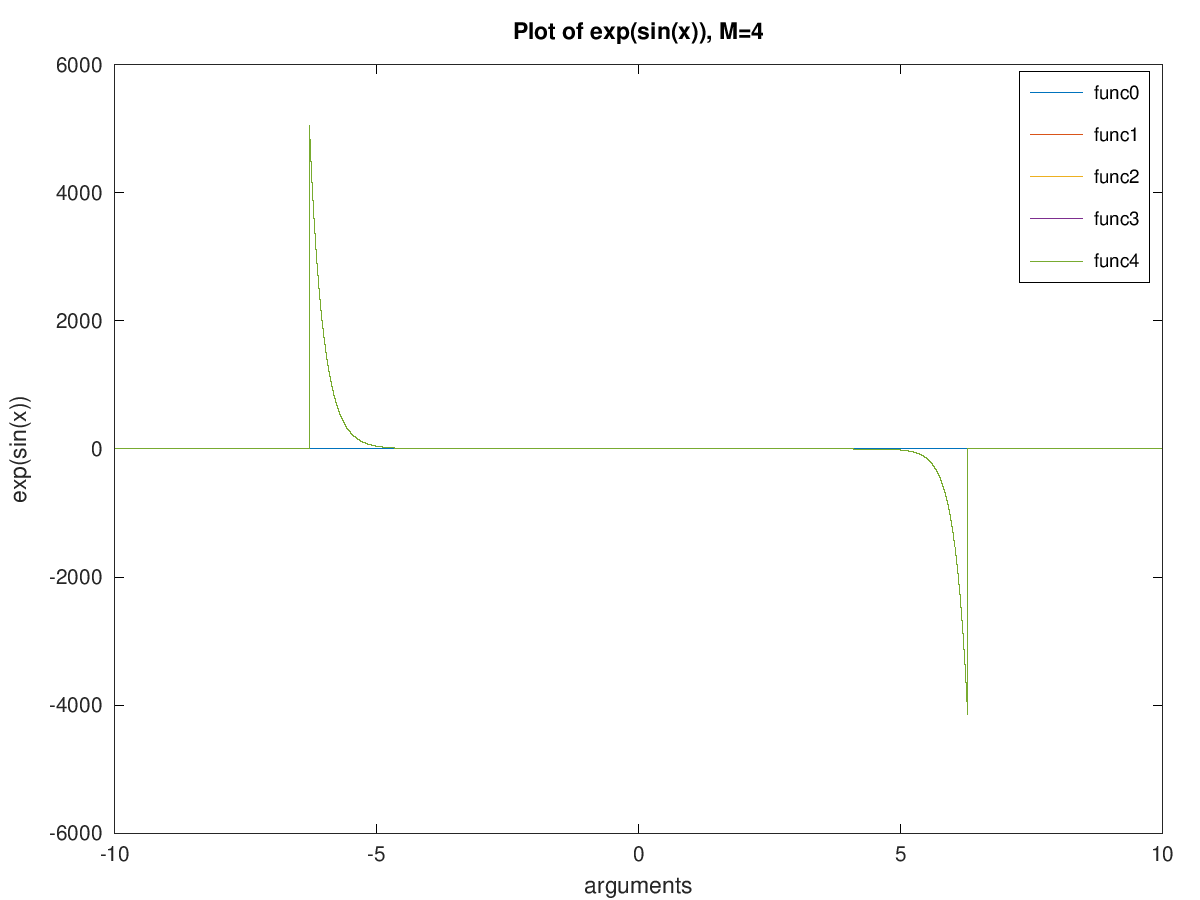 Plot of exp(sin(x)), M=4
6000
4000
2000
0
-2000
-4000
-6000
exp(sin(x))
func0
func1
func2
func3
func4
-10
-5
0
5
10
arguments